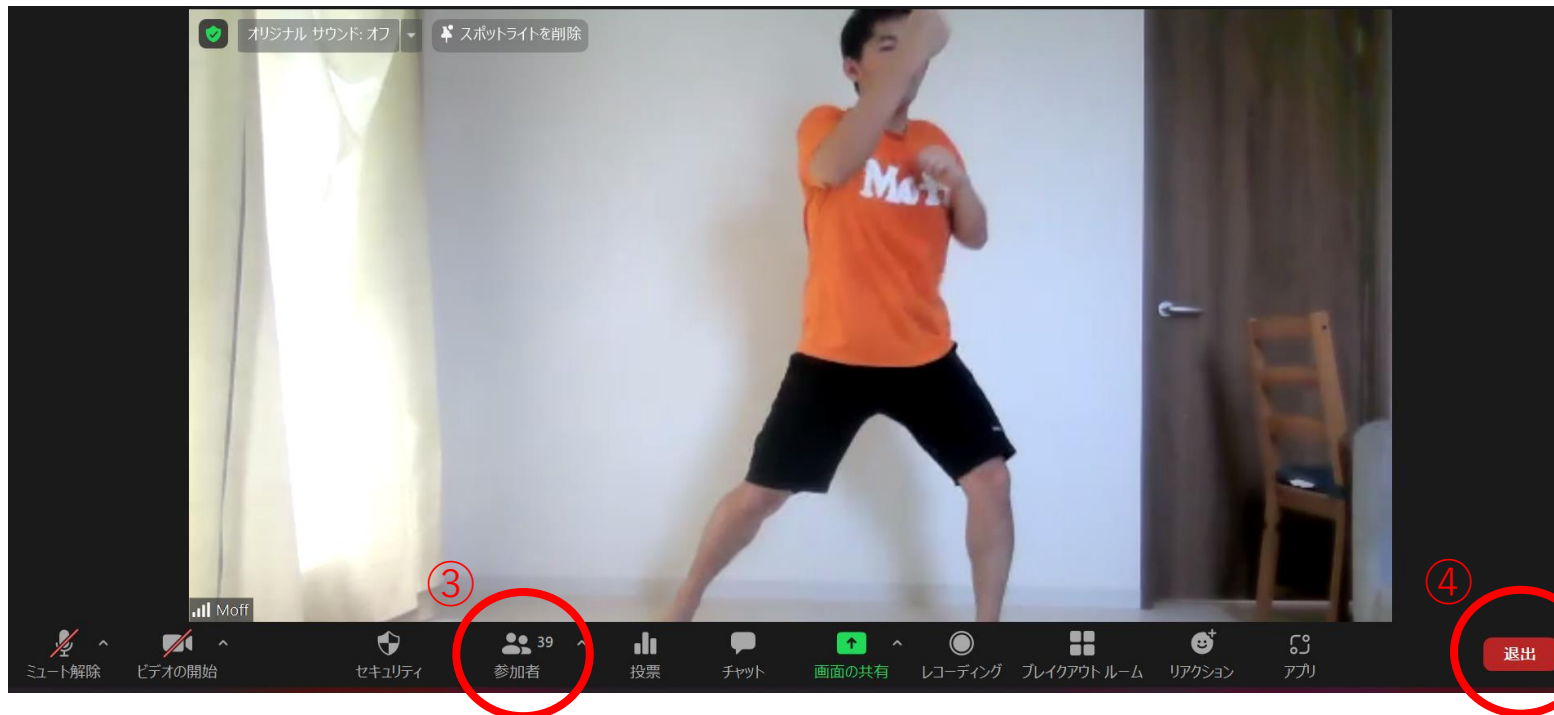 オリジナル サウンド: オフ
スポットライトを削除
Moff
③
④
39
ミュート解除
ビデオの開始
セキュリティ
参加者
投票
チャット
画面の共有
レコーディング
ブレイクアウト ルーム
リアクション
アプリ
退出